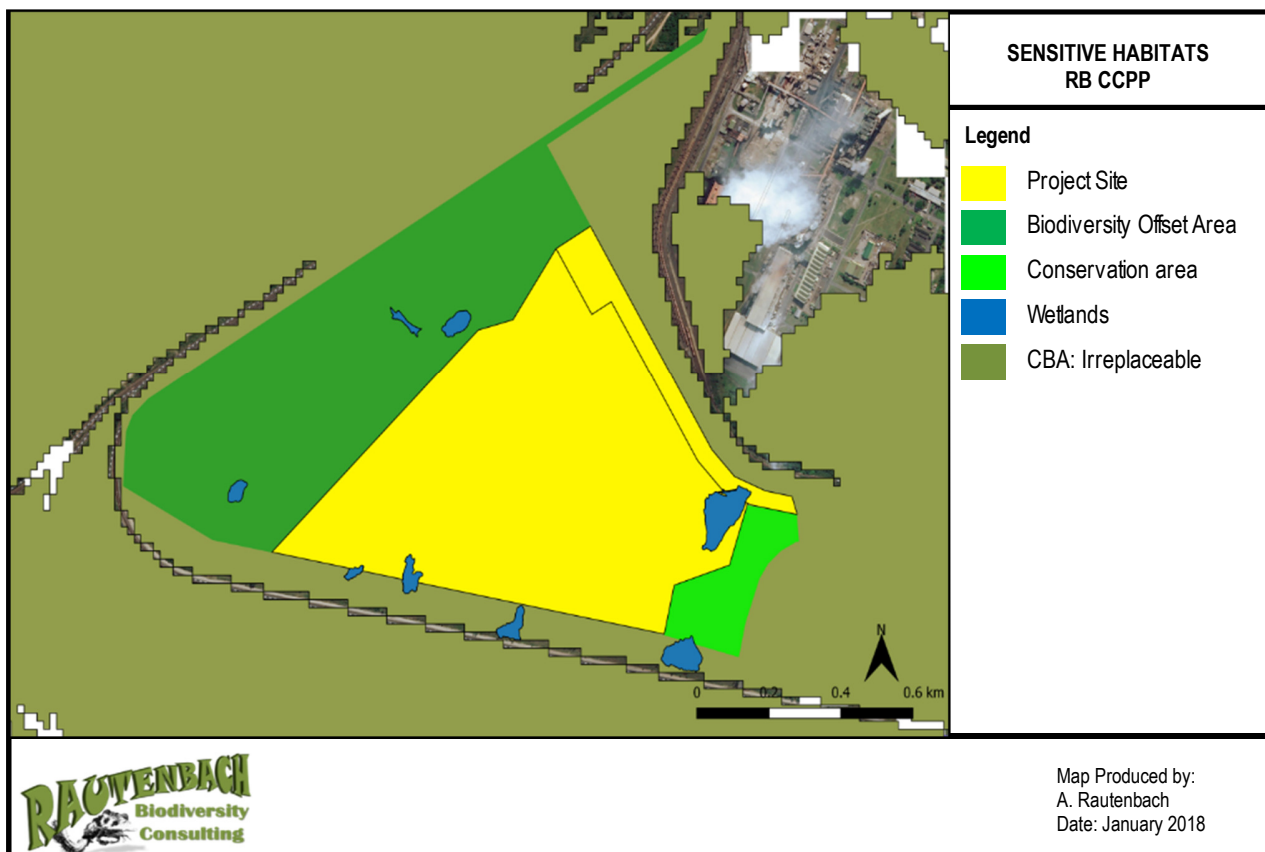 SENSITIVE HABITATS
RB CCPP
Legend
Project Site
Biodiversity Offset Area
Conservation area
Wetlands
CBA: Irreplaceable
N
0 0.2 0.4 0.6 km
RAUTENBACH
Biodiversity
Consulting
Map Produced by:
A. Rautenbach
Date: January 2018